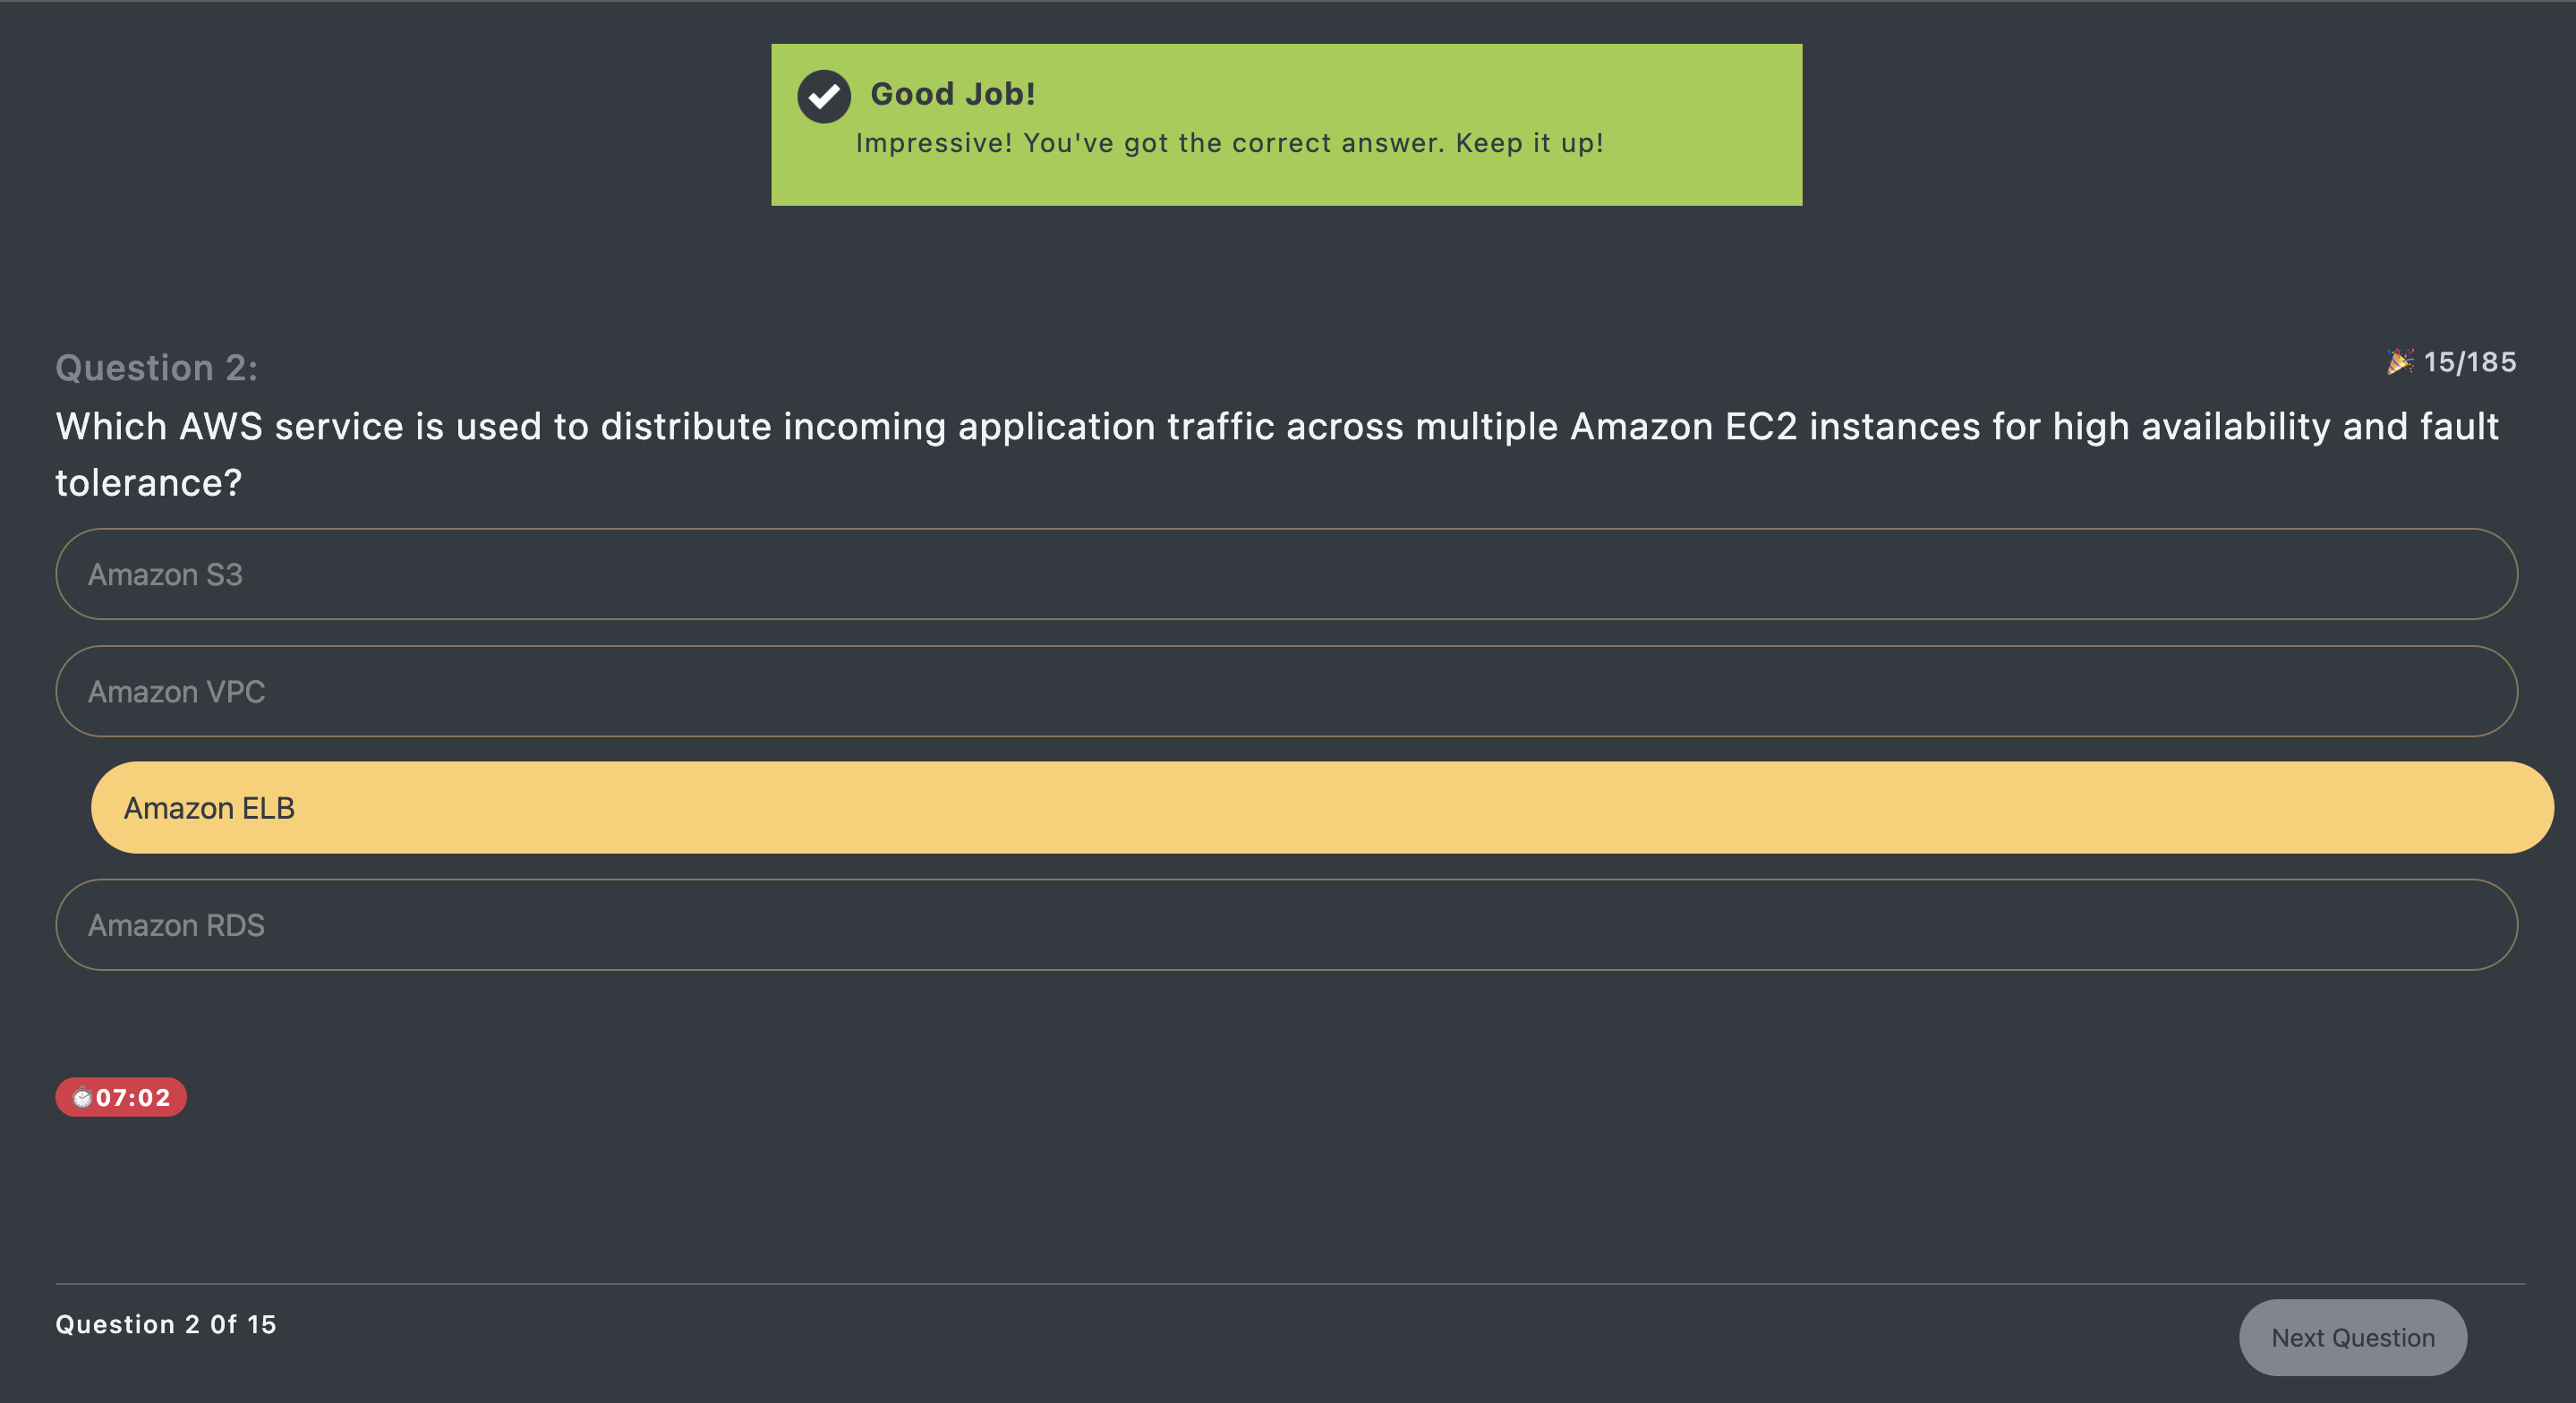 Good Job!
Impressive! You've got the correct answer. Keep it up!
Question 2:
🎉 15/185
Which AWS service is used to distribute incoming application traffic across multiple Amazon EC2 instances for high availability and fault
tolerance?
Amazon S3
Amazon VPC
Amazon ELB
Amazon RDS
⏱07:02
Question 2 0f 15
Next Question